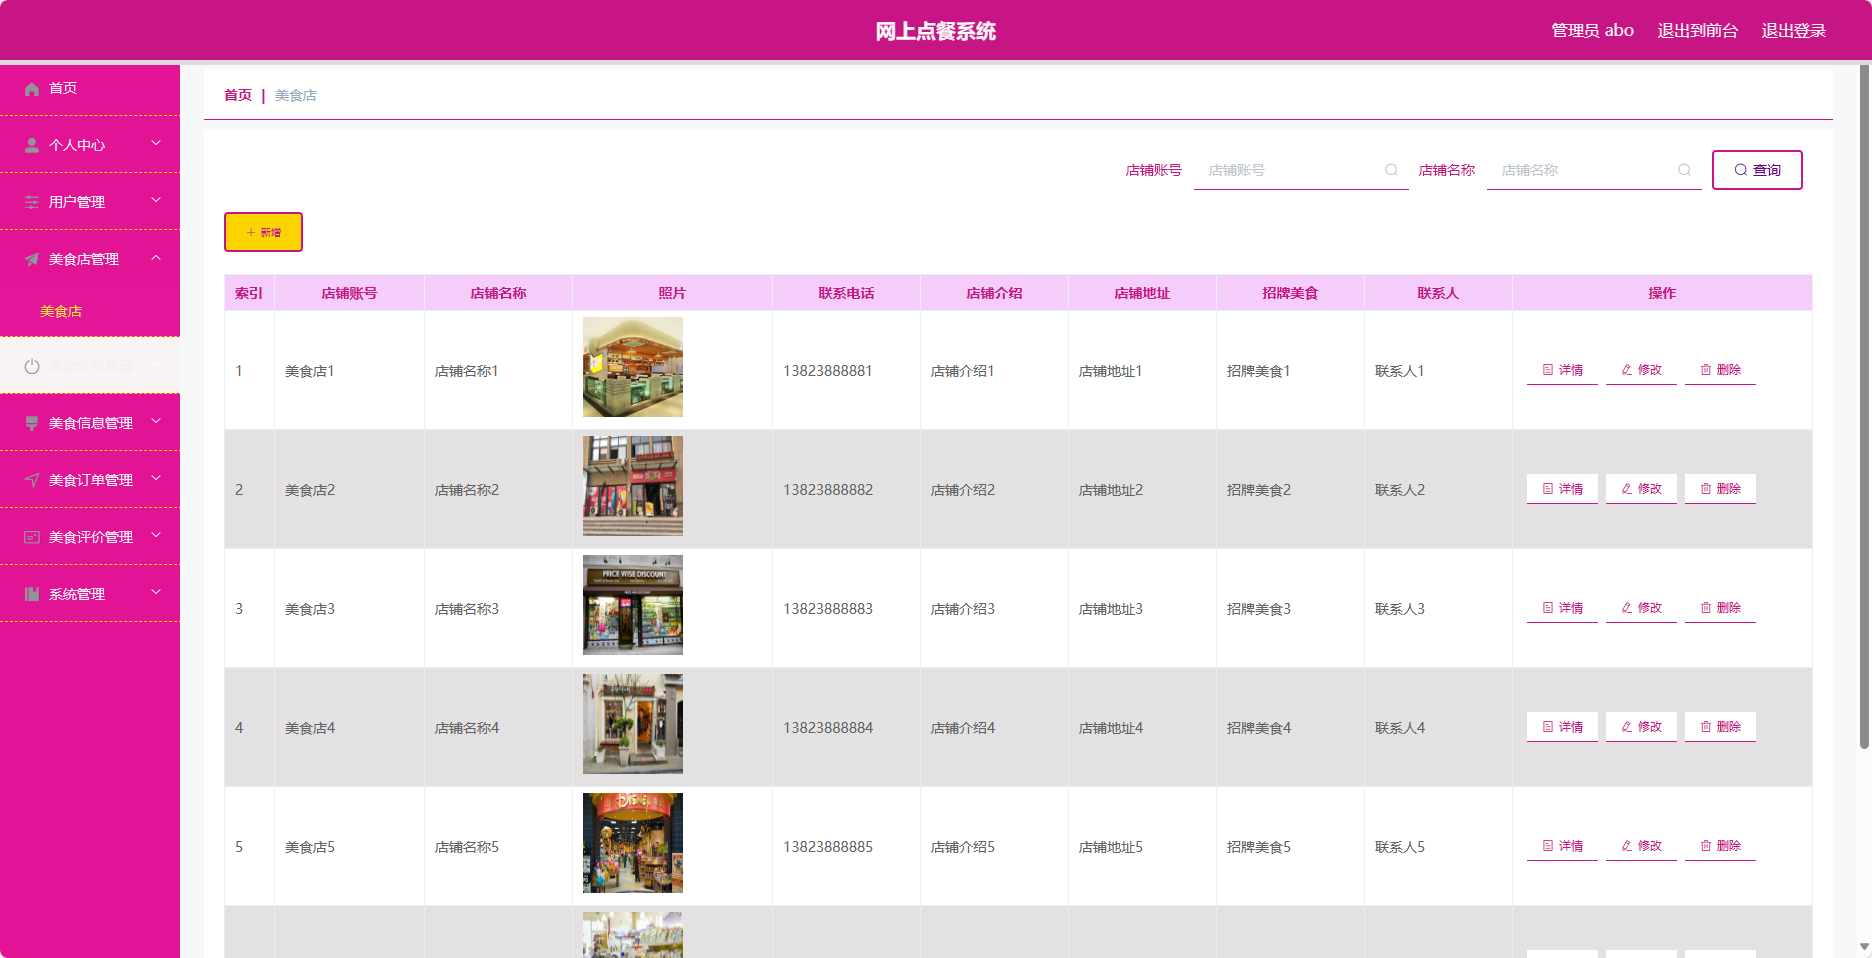 网上点餐系统
管理员 abo 退出到前台 退出登录
首页
个人中心
用户管理
美食店管理
美食店
美食分类管理
美食信息管理
美食订单管理
美食评价管理
系统管理
首页 | 美食店
店铺账号 店铺账号 店铺名称 店铺名称 查询
新增
索引 店铺账号 店铺名称 照片 联系电话 店铺介绍 店铺地址 招牌美食 联系人 操作
1 美食店1 店铺名称1 13823888881 店铺介绍1 店铺地址1 招牌美食1 联系人1 详情 修改 删除
2 美食店2 店铺名称2 13823888882 店铺介绍2 店铺地址2 招牌美食2 联系人2 详情 修改 删除
PRICE WISE DISCOUNT
3 美食店3 店铺名称3 13823888883 店铺介绍3 店铺地址3 招牌美食3 联系人3 详情 修改 删除
4 美食店4 店铺名称4 13823888884 店铺介绍4 店铺地址4 招牌美食4 联系人4 详情 修改 删除
5 美食店5 店铺名称5 13823888885 店铺介绍5 店铺地址5 招牌美食5 联系人5 详情 修改 删除